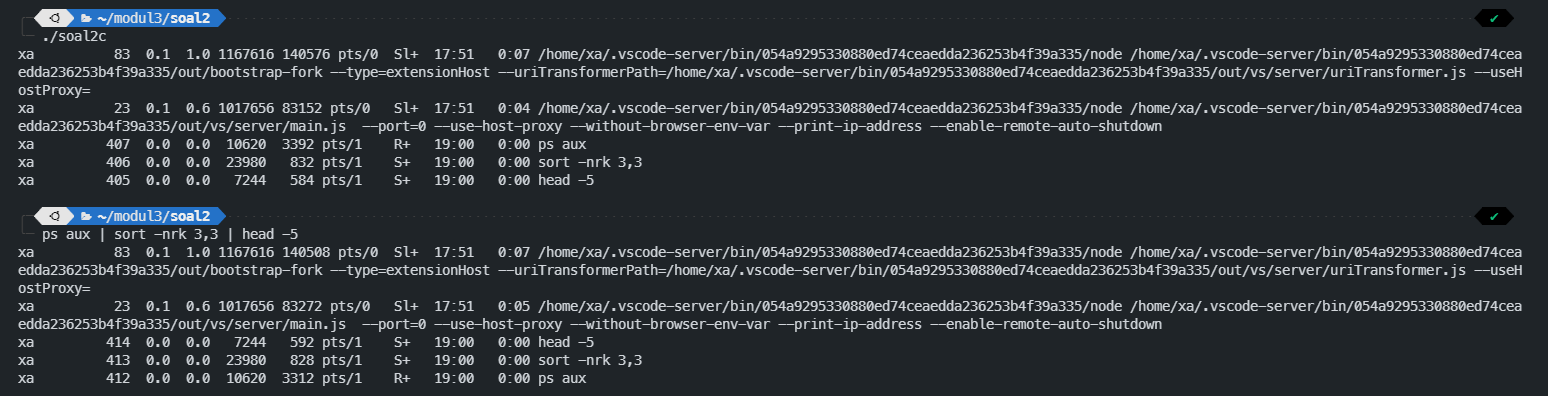 ~/modul3/soal2 ✔
./soal2c
xa          83  0.1  1.0 1167616 140576 pts/0  Sl+  17:51   0:07 /home/xa/.vscode-server/bin/054a9295330880ed74ceaedda236253b4f39a335/node /home/xa/.vscode-server/bin/054a9295330880ed74cea
edda236253b4f39a335/out/bootstrap-fork --type=extensionHost --uriTransformerPath=/home/xa/.vscode-server/bin/054a9295330880ed74ceaedda236253b4f39a335/out/vs/server/uriTransformer.js --useH
ostProxy=
xa          23  0.1  0.6 1017656 83152 pts/0   Sl+  17:51   0:04 /home/xa/.vscode-server/bin/054a9295330880ed74ceaedda236253b4f39a335/node /home/xa/.vscode-server/bin/054a9295330880ed74cea
edda236253b4f39a335/out/vs/server/main.js  --port=0 --use-host-proxy --without-browser-env-var --print-ip-address --enable-remote-auto-shutdown
xa         407  0.0  0.0  10620  3392 pts/1    R+   19:00   0:00 ps aux
xa         406  0.0  0.0  23980   832 pts/1    S+   19:00   0:00 sort -nrk 3,3
xa         405  0.0  0.0   7244   584 pts/1    S+   19:00   0:00 head -5
~/modul3/soal2 ✔
ps aux | sort -nrk 3,3 | head -5
xa          83  0.1  1.0 1167616 140508 pts/0  Sl+  17:51   0:07 /home/xa/.vscode-server/bin/054a9295330880ed74ceaedda236253b4f39a335/node /home/xa/.vscode-server/bin/054a9295330880ed74cea
edda236253b4f39a335/out/bootstrap-fork --type=extensionHost --uriTransformerPath=/home/xa/.vscode-server/bin/054a9295330880ed74ceaedda236253b4f39a335/out/vs/server/uriTransformer.js --useH
ostProxy=
xa          23  0.1  0.6 1017656 83272 pts/0   Sl+  17:51   0:05 /home/xa/.vscode-server/bin/054a9295330880ed74ceaedda236253b4f39a335/node /home/xa/.vscode-server/bin/054a9295330880ed74cea
edda236253b4f39a335/out/vs/server/main.js  --port=0 --use-host-proxy --without-browser-env-var --print-ip-address --enable-remote-auto-shutdown
xa         414  0.0  0.0   7244   592 pts/1    S+   19:00   0:00 head -5
xa         413  0.0  0.0  23980   828 pts/1    S+   19:00   0:00 sort -nrk 3,3
xa         412  0.0  0.0  10620  3312 pts/1    R+   19:00   0:00 ps aux